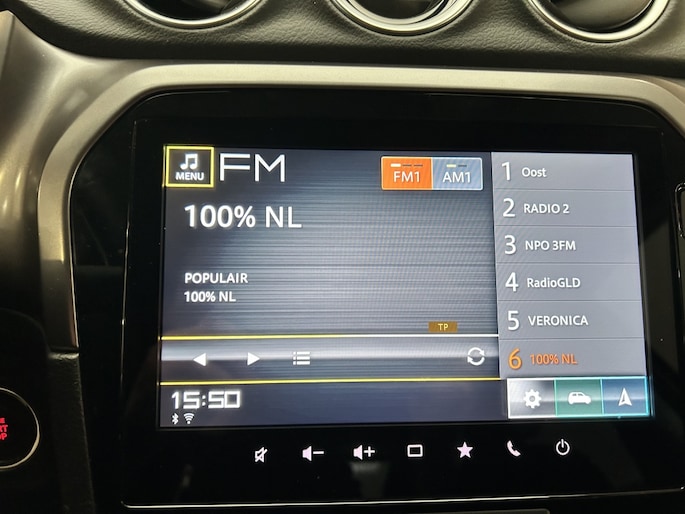 MENU
FM
FM1
AM1
100% NL
POPULAIR
100% NL
TP
15:50
1 Oost
2 RADIO 2
3 NPO 3FM
4 RadioGLD
5 VERONICA
6 100% NL